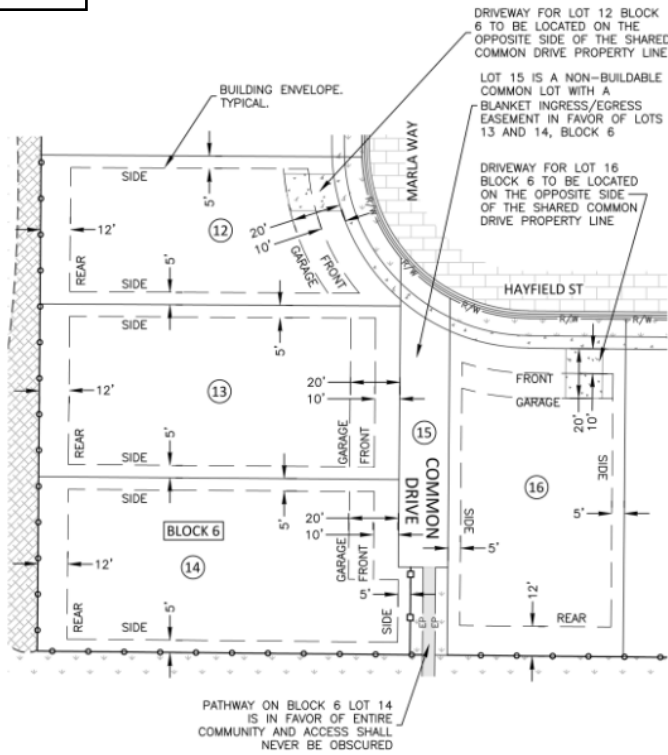 DRIVEWAY FOR LOT 12 BLOCK
6 TO BE LOCATED ON THE
OPPOSITE SIDE OF THE SHARED
COMMON DRIVE PROPERTY LINE
LOT 15 IS A NON-BUILDABLE
COMMON LOT WITH A
BLANKET INGRESS/EGRESS
EASEMENT IN FAVOR OF LOTS
13 AND 14, BLOCK 6
BUILDING ENVELOPE.
TYPICAL.
MARLA WAY
DRIVEWAY FOR LOT 16
BLOCK 6 TO BE LOCATED
ON THE OPPOSITE SIDE
OF THE SHARED COMMON
DRIVE PROPERTY LINE
SIDE
5'
12'
12
20'
10'
REAR
GARAGE
FRONT
5'
SIDE
R/W
R/W
HAYFIELD ST
R/W
R/W
R/W
SIDE
5'
12'
13
20'
10'
REAR
GARAGE
FRONT
5'
SIDE
15
COMMON
DRIVE
FRONT
GARAGE
20'
10'
16
SIDE
SIDE
5'
5'
12'
REAR
SIDE
5'
BLOCK 6
20'
10'
12'
14
GARAGE
FRONT
5'
REAR
5'
SIDE
SIDE
EP
EP
PATHWAY ON BLOCK 6 LOT 14
IS IN FAVOR OF ENTIRE
COMMUNITY AND ACCESS SHALL
NEVER BE OBSCURED